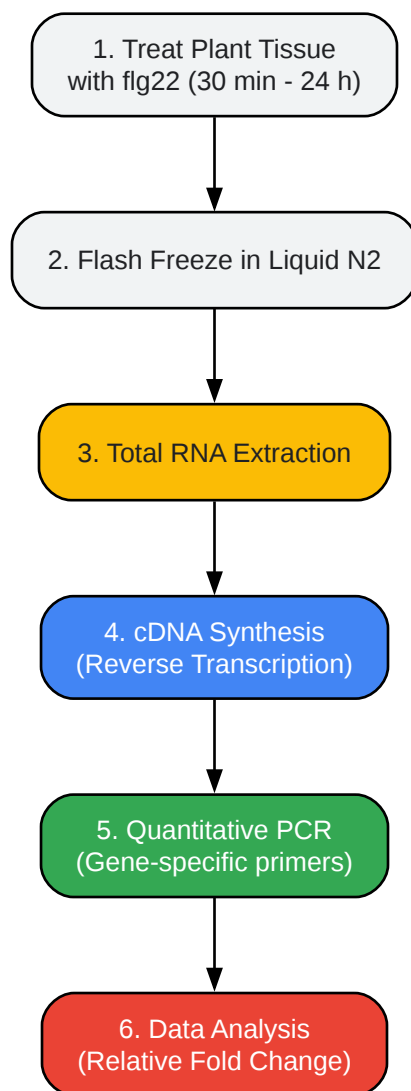 1. Treat Plant Tissue
with flg22 (30 min - 24 h)
2. Flash Freeze in Liquid N2
3. Total RNA Extraction
4. cDNA Synthesis
(Reverse Transcription)
5. Quantitative PCR
(Gene-specific primers)
6. Data Analysis
(Relative Fold Change)